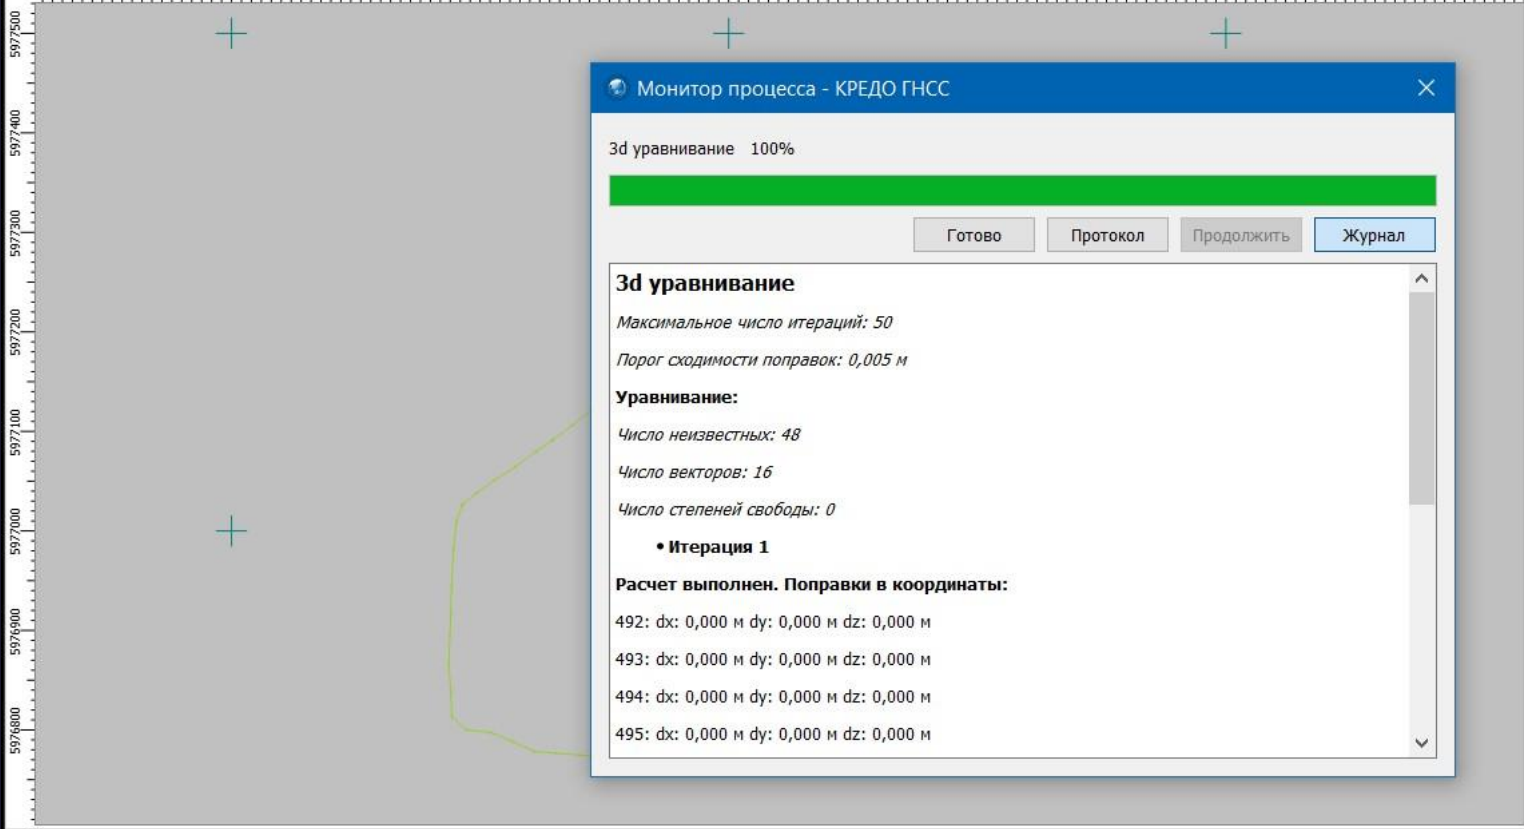 5977500
5977400
5977300
5977200
5977100
5977000
5976900
5976800
Монитор процесса - КРЕДО ГНСС
3d уравнивание 100%
Готово Протокол Продолжить Журнал
3d уравнивание
Максимальное число итераций: 50
Порог сходимости поправок: 0,005 м
Уравнивание:
Число неизвестных: 48
Число векторов: 16
Число степеней свободы: 0
• Итерация 1
Расчет выполнен. Поправки в координаты:
492: dx: 0,000 м dy: 0,000 м dz: 0,000 м
493: dx: 0,000 м dy: 0,000 м dz: 0,000 м
494: dx: 0,000 м dy: 0,000 м dz: 0,000 м
495: dx: 0,000 м dy: 0,000 м dz: 0,000 м